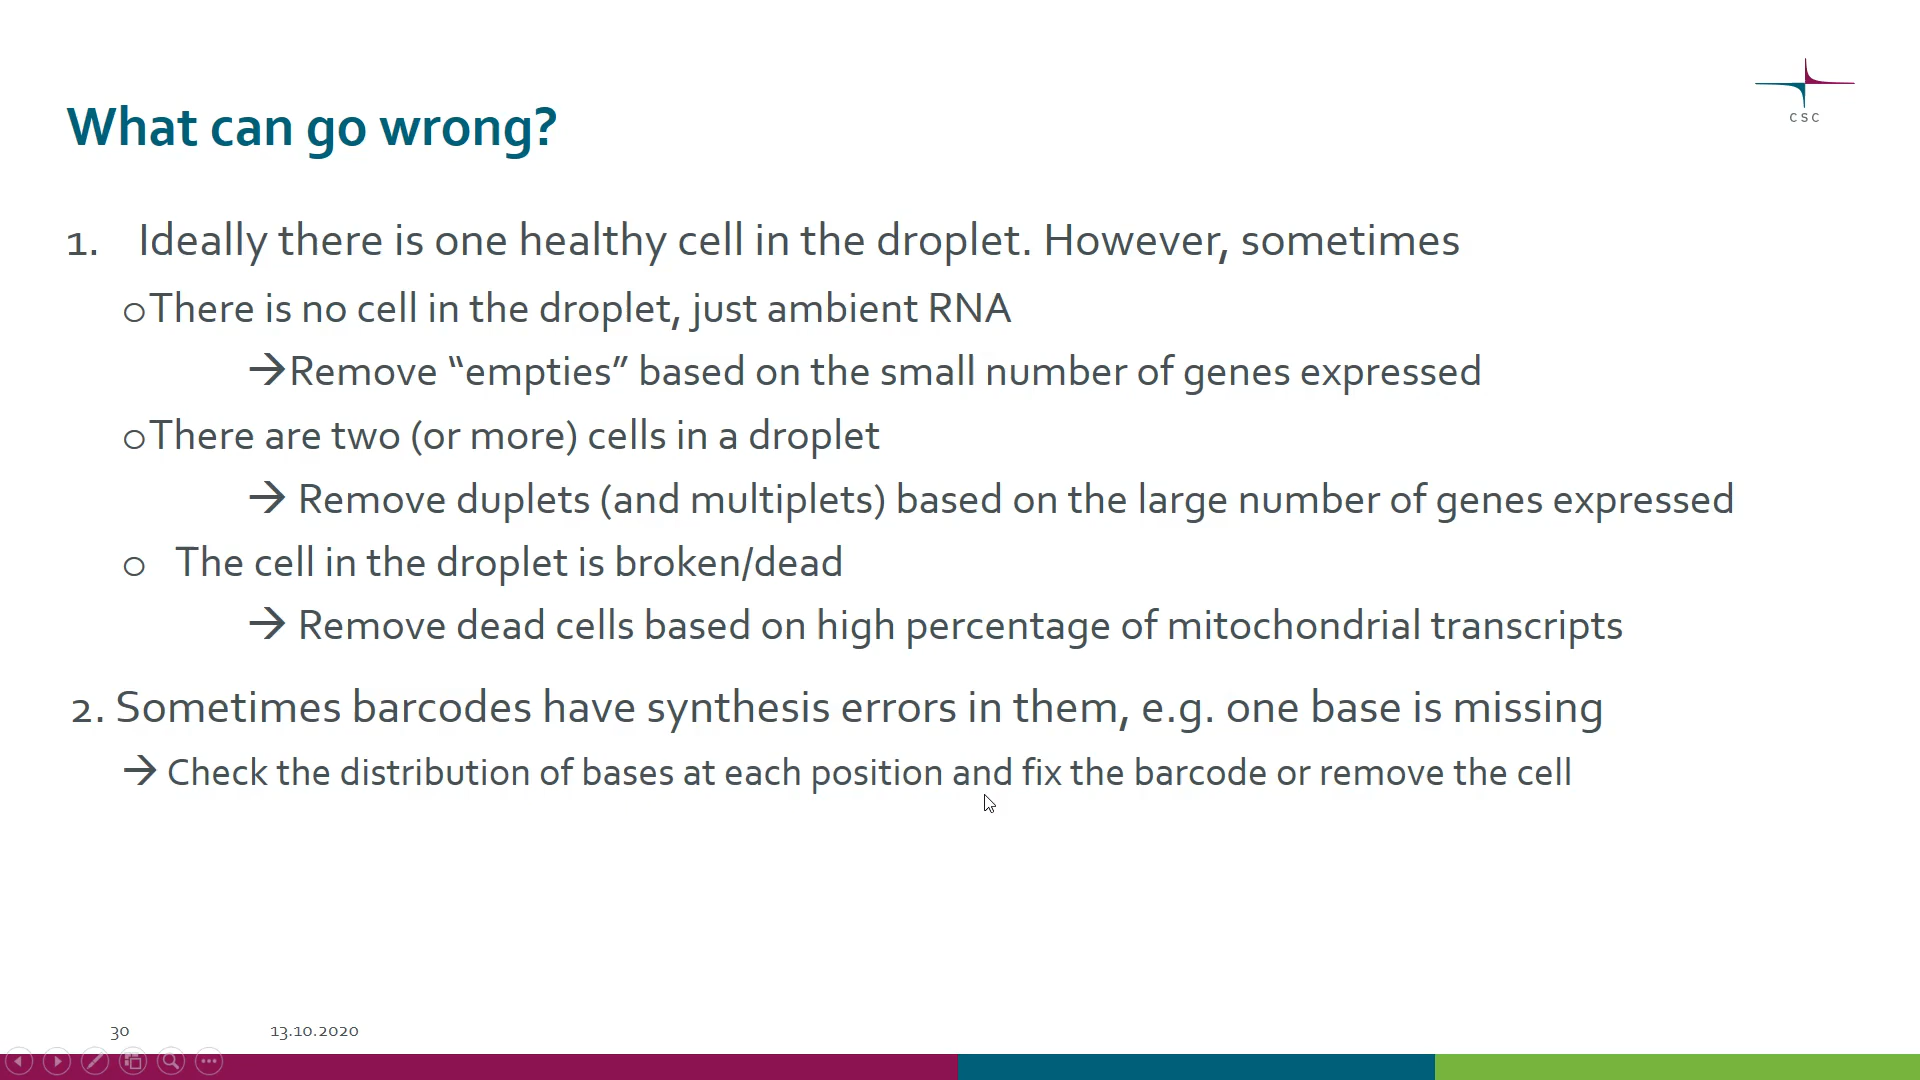 CSC
What can go wrong?
1. Ideally there is one healthy cell in the droplet. However, sometimes
o There is no cell in the droplet, just ambient RNA
→ Remove “empties” based on the small number of genes expressed
o There are two (or more) cells in a droplet
→ Remove duplets (and multiplets) based on the large number of genes expressed
o The cell in the droplet is broken/dead
→ Remove dead cells based on high percentage of mitochondrial transcripts
2. Sometimes barcodes have synthesis errors in them, e.g. one base is missing
→ Check the distribution of bases at each position and fix the barcode or remove the cell
30 13.10.2020